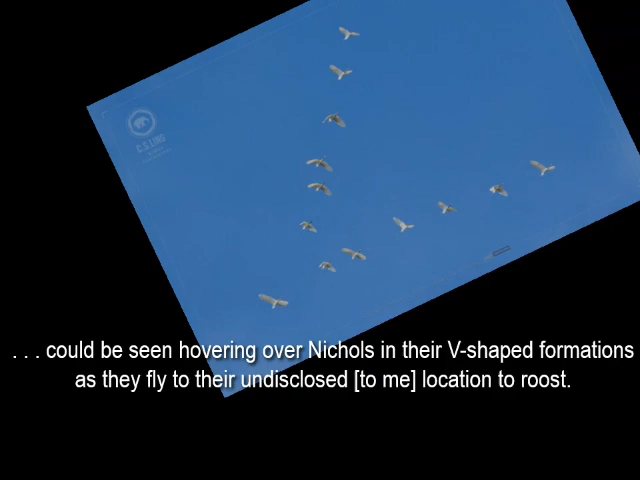 C.S.LING
. . . could be seen hovering over Nichols in their V-shaped formations
as they fly to their undisclosed [to me] location to roost.